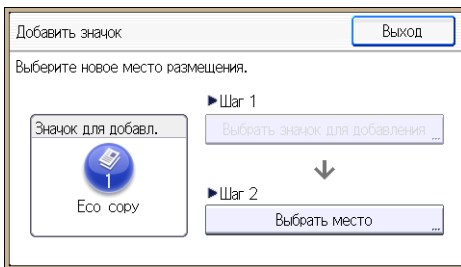 Добавить значок
Выход
Выберите новое место размещения.
Значок для добавл.
1
Eco copy
►Шаг 1
Выбрать значок для добавления ...
►Шаг 2
Выбрать место ...